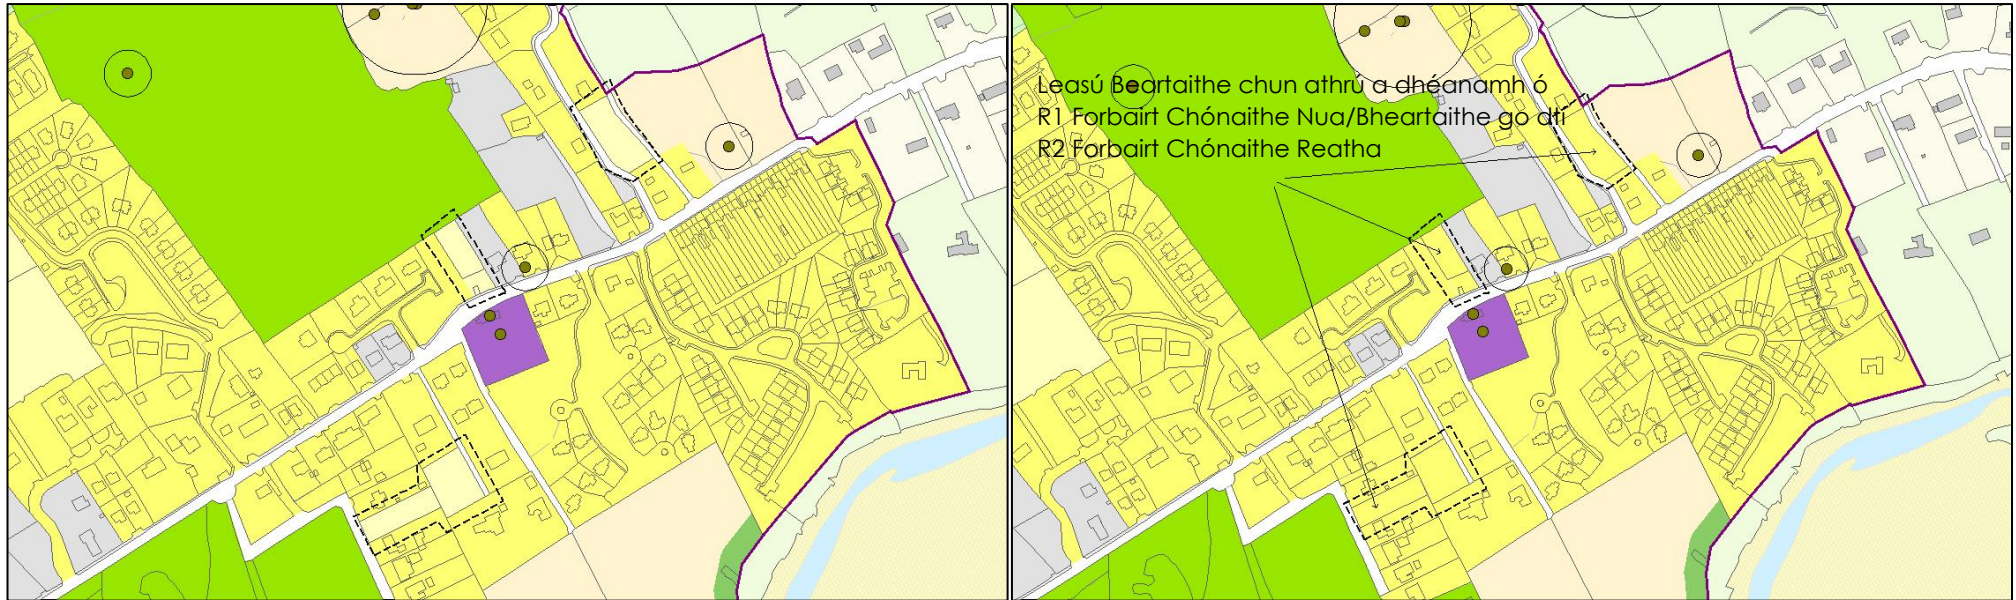 Leasú Beartaithe chun athrú a dhéanamh ó
R1 Forbairt Chónaithe Nua/Bheartaithe go dtí
R2 Forbairt Chónaithe Reatha